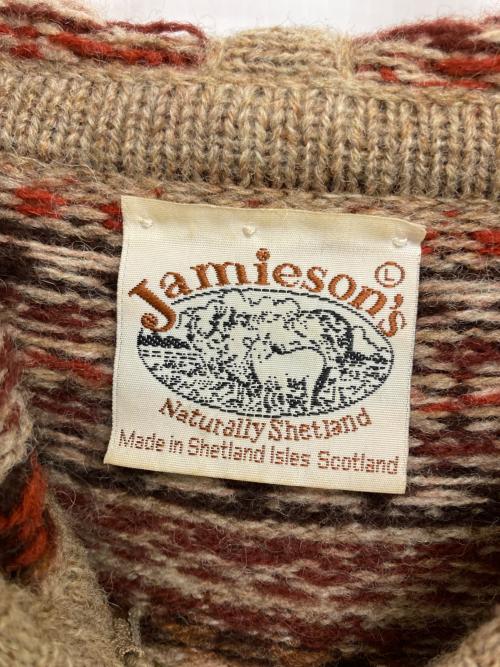 Jamieson's
L
Naturally Shetland
Made in Shetland Isles Scotland